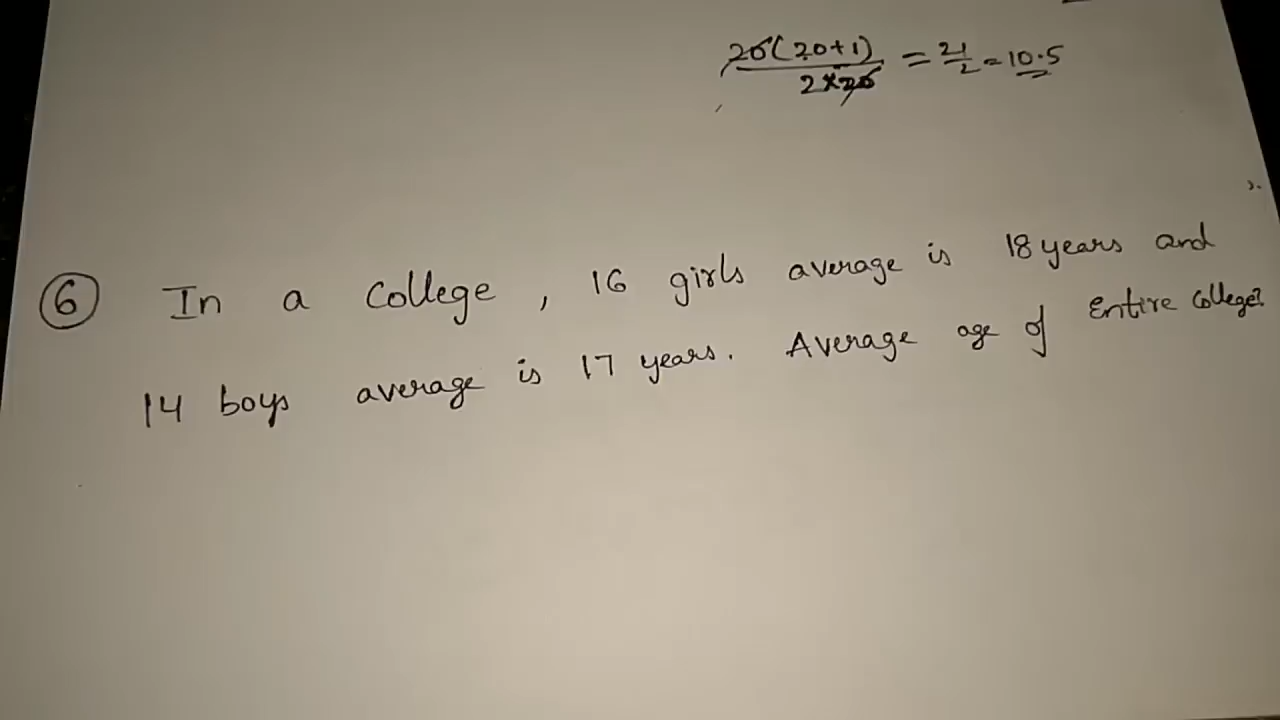 20(20+1) / 2×20 = 21/2 = 10.5
6 In a college, 16 girls average is 18 years and
14 boys average is 17 years. Average age of Entire College?